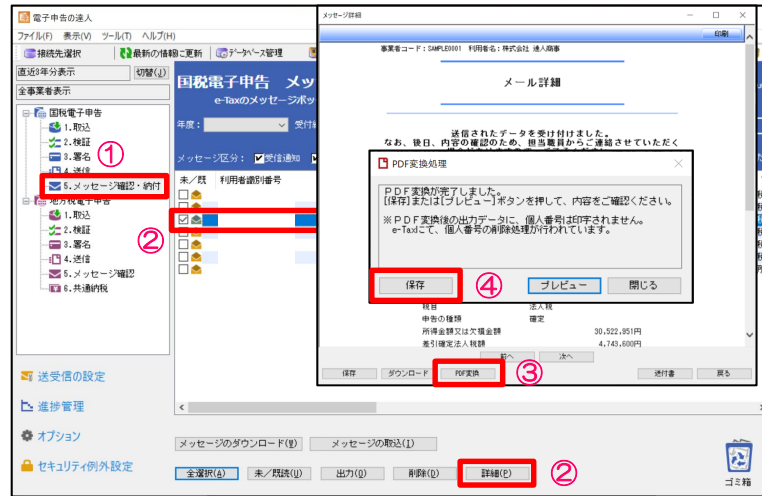 電子申告の達人
ファイル(F) 表示(V) ツール(T) ヘルプ(H)
接続先選択 最新の情報に更新 データベース管理
直近3年分表示 切替(J)
全事業者表示
国税電子申告
1.取込
2.検証
①
3.署名
4.送信
5.メッセージ確認・納付
地方税電子申告
1.取込
2.検証
②
3.署名
4.送信
5.メッセージ確認
6.共通納税
送受信の設定
進捗管理
オプション
セキュリティ例外設定
国税電子申告 メッ
e-Taxのメッセージボッ
年度:
メッセージ区分: 受信通知
未/既 利用者識別番号
メッセージのダウンロード(W) メッセージの取込(I)
全選択(A) 未/既読(U) 出力(O) 削除(D) 詳細(P) ②
ゴミ箱
メッセージ詳細
印刷
事業者コード:SAMPLE0001 利用者名:株式会社 達人商事
メール詳細
送信されたデータを受け付けました。
なお、後日、内容の確認のため、担当職員からご連絡させていただく
PDF変換処理
PDF変換が完了しました。
[保存]または[プレビュー]ボタンを押して、内容をご確認ください。
※PDF変換後の出力データに、個人番号は印字されません。
e-Taxにて、個人番号の削除処理が行われています。
保存 ④ プレビュー 閉じる
税目 法人税
申告の種類 確定
所得金額又は欠損金額 30,522,951円
差引確定法人税額 4,743,600円
前へ 次へ
保存 ダウンロード PDF変換 ③ 送付書 戻る